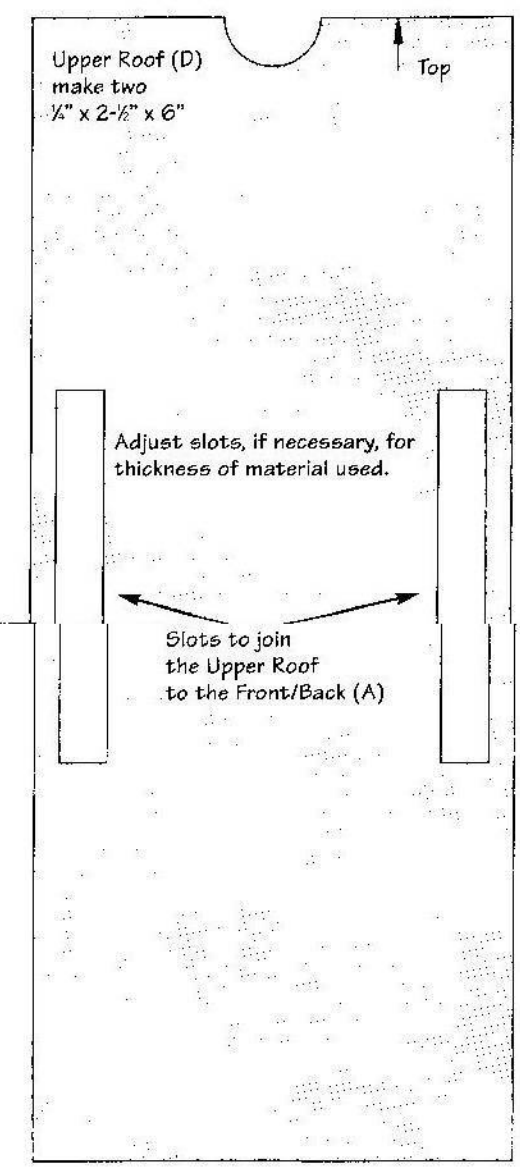 Upper Roof (D)
make two
¼" x 2-½" x 6"
Top
Adjust slots, if necessary, for
thickness of material used.
Slots to join
the Upper Roof
to the Front/Back (A)